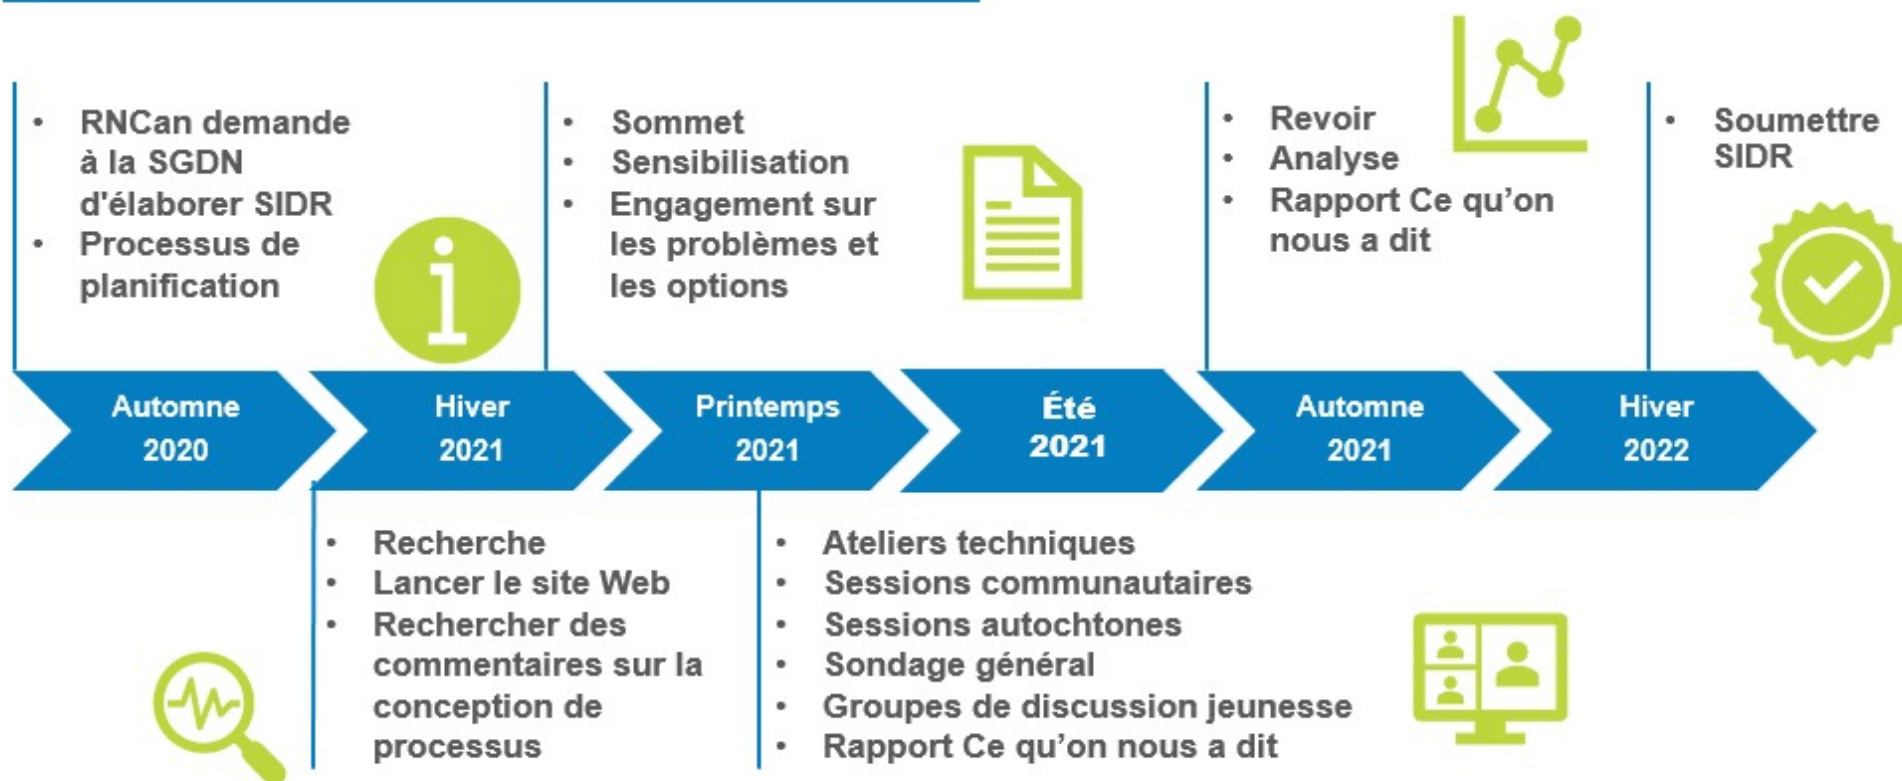 • RNCan demande
à la SGDN
d'élaborer SIDR
• Processus de
planification
• Sommet
• Sensibilisation
• Engagement sur
les problèmes et
les options
• Revoir
• Analyse
• Rapport Ce qu’on
nous a dit
• Soumettre
SIDR
Automne
2020
Hiver
2021
Printemps
2021
Été
2021
Automne
2021
Hiver
2022
• Recherche
• Lancer le site Web
• Rechercher des
commentaires sur la
conception de
processus
• Ateliers techniques
• Sessions communautaires
• Sessions autochtones
• Sondage général
• Groupes de discussion jeunesse
• Rapport Ce qu’on nous a dit